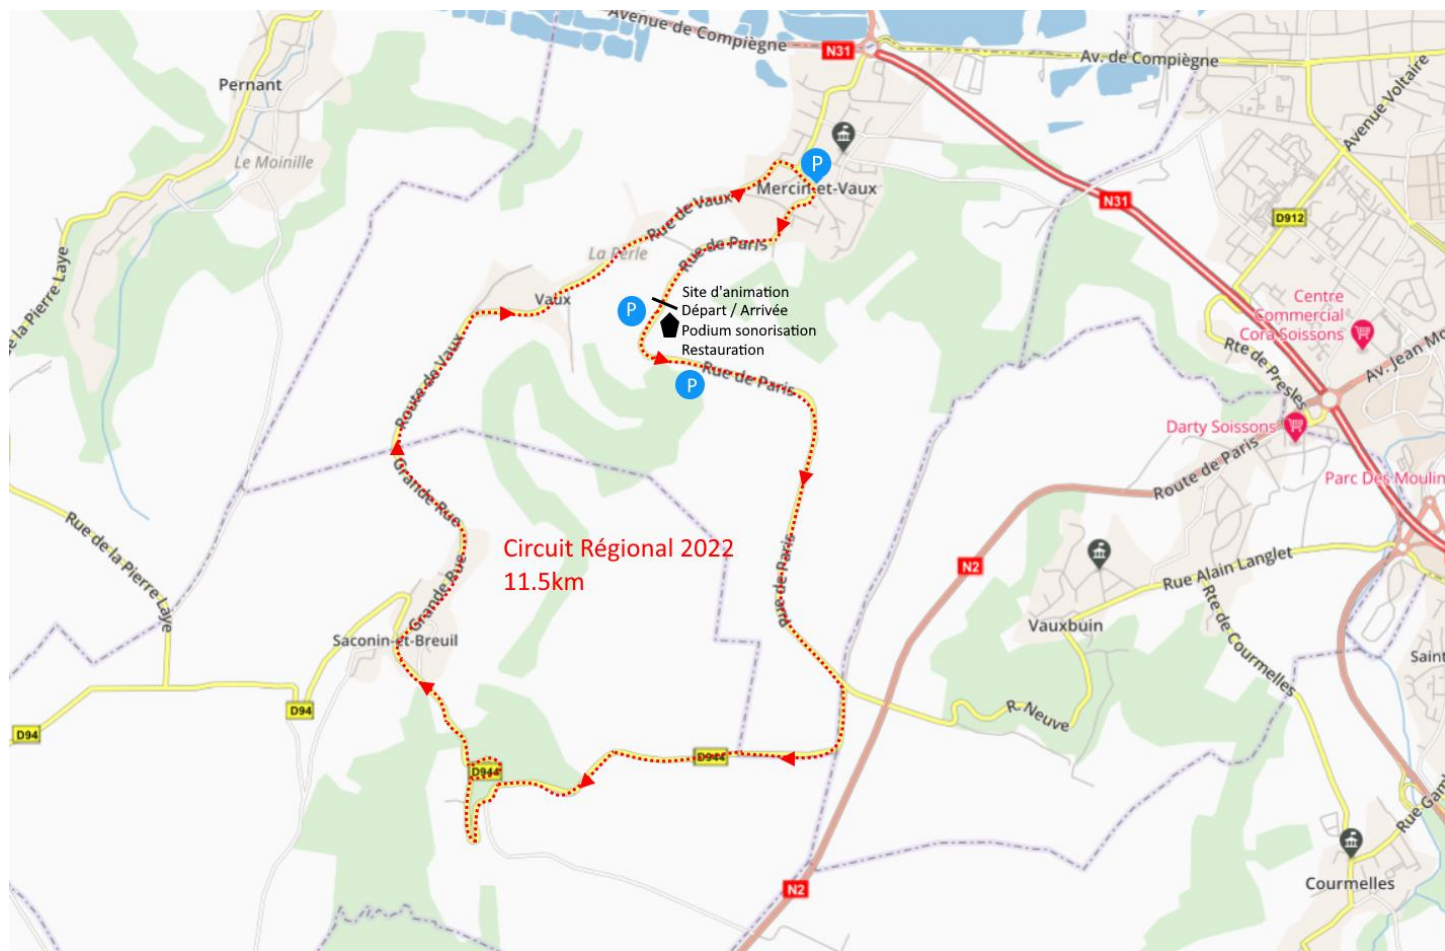 Avenue de Compiègne
N31
Av. de Compiègne
Pernant
Avenue Voltaire
Le Moinille
P
Mercin-et-Vaux
N31
D912
Rue de Vaux
La Perle
Rue de Paris
de la Pierre Laye
Vaux
P
Site d'animation
Départ / Arrivée
Podium sonorisation
Restauration
Centre
Commercial
Cora Soissons
Rte de Presles
Av. Jean Mo
Route de Vaux
P
Rue de Paris
Darty Soissons
Route de Paris
Parc Des Moulin
Grande Rue
Rue de la Pierre Laye
Circuit Régional 2022
11.5km
Rue de Paris
N2
Rue Alain Langlet
Grande Rue
Saconin-et-Breuil
Vauxbuin
Rte de Courmelles
Saint
D94
D94
R. Neuve
D944
D944
Rue Gam
N2
Courmelles